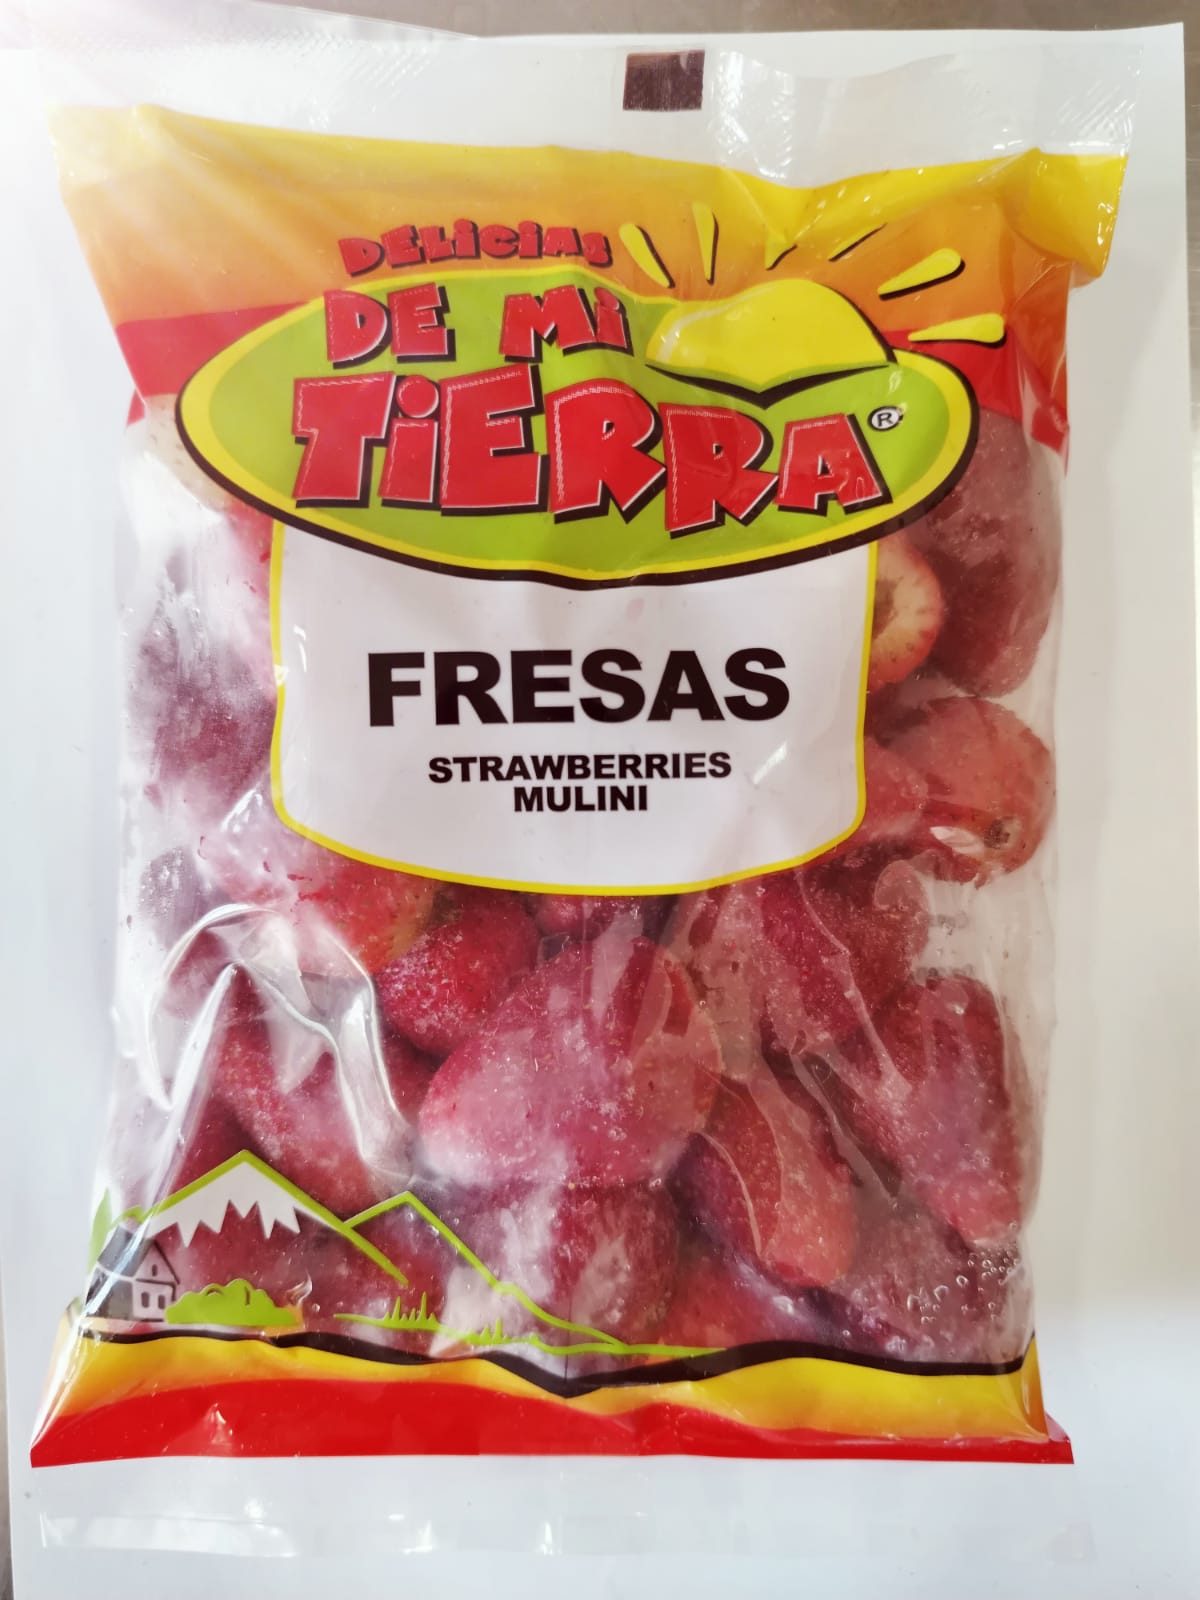 DELiCiAS
DE Mi
TiERRA®
FRESAS
STRAWBERRIES
MULINI